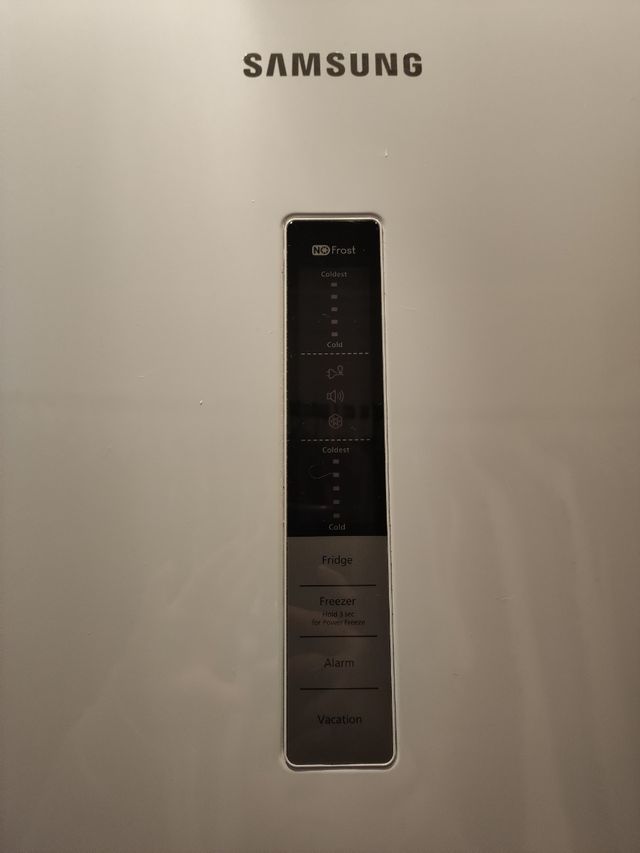 SAMSUNG
NO Frost
Coldest
Cold
Coldest
Cold
Fridge
Freezer
Hold 3 sec
for Power Freeze
Alarm
Vacation